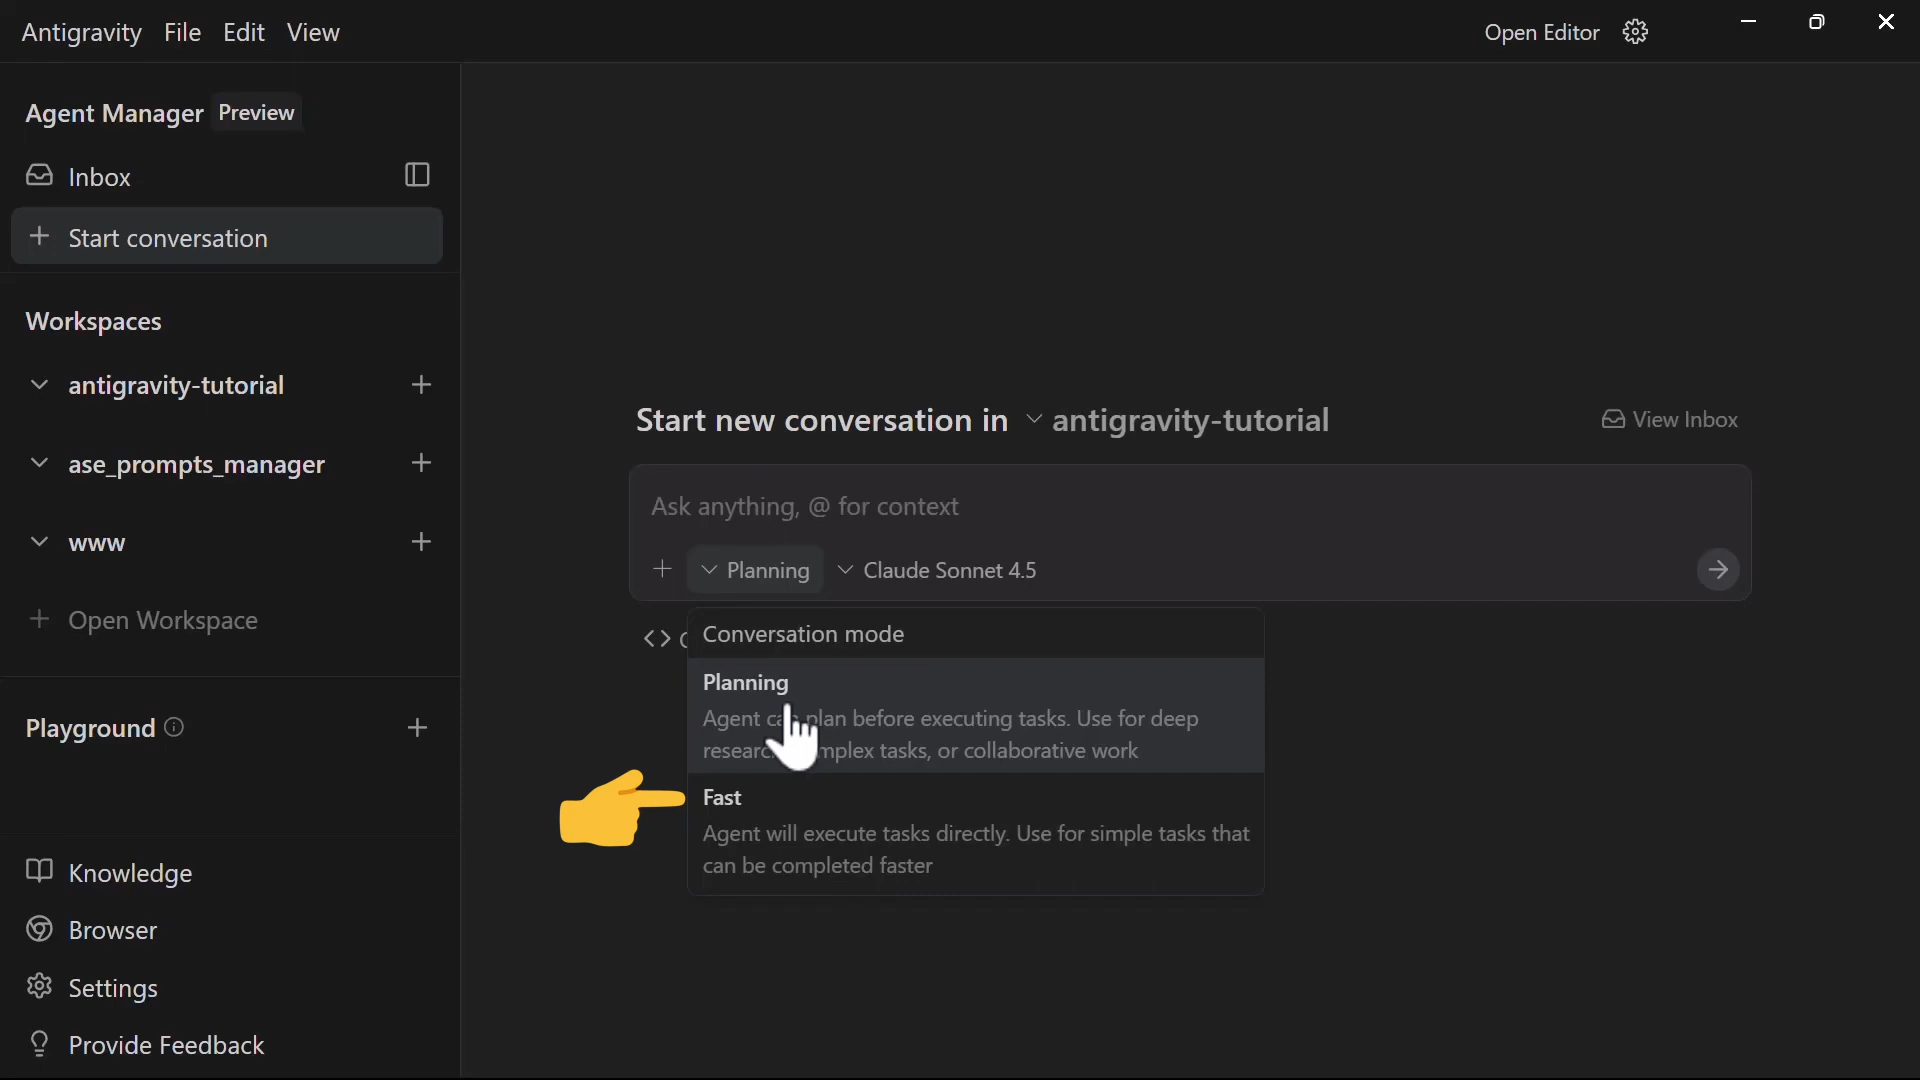 Antigravity File Edit View Open Editor
Agent Manager Preview
Inbox
Start conversation
Workspaces
antigravity-tutorial
ase_prompts_manager
www
Open Workspace
Playground
Knowledge
Browser
Settings
Provide Feedback
Start new conversation in antigravity-tutorial View Inbox
Ask anything, @ for context
Planning Claude Sonnet 4.5
Conversation mode
Planning
Agent plan before executing tasks. Use for deep
tasks, or collaborative work
Fast
Agent will execute tasks directly. Use for simple tasks that
can be completed faster